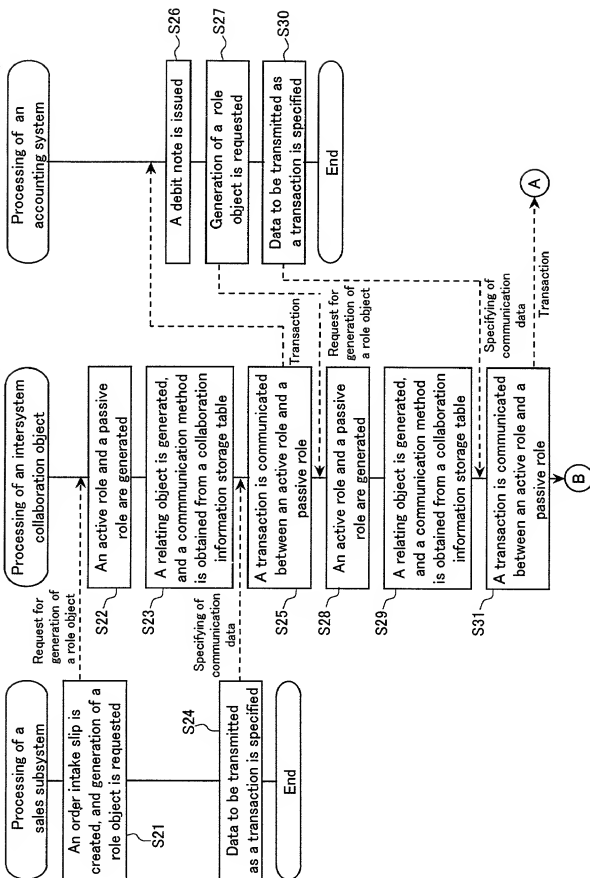 Processing of a
sales subsystem
An order intake slip is
created, and generation of a
role object is requested
S21
S24
Data to be transmitted
as a transaction is specified
End
Request for
generation of
a role object
Specifying of
communication
data
Processing of an intersystem
collaboration object
An active role and a passive
role are generated
S22
A relating object is generated,
and a communication method
is obtained from a collaboration
information storage table
S23
A transaction is communicated
between an active role and a
passive role
S25
An active role and a passive
role are generated
S28
A relating object is generated,
and a communication method
is obtained from a collaboration
information storage table
S29
A transaction is communicated
between an active role and a
passive role
S31
B
Transaction
Request for
generation of
a role object
Specifying of
communication
data
Transaction
A
Processing of an
accounting system
A debit note is issued
S26
Generation of a role
object is requested
S27
Data to be transmitted as
a transaction is specified
S30
End